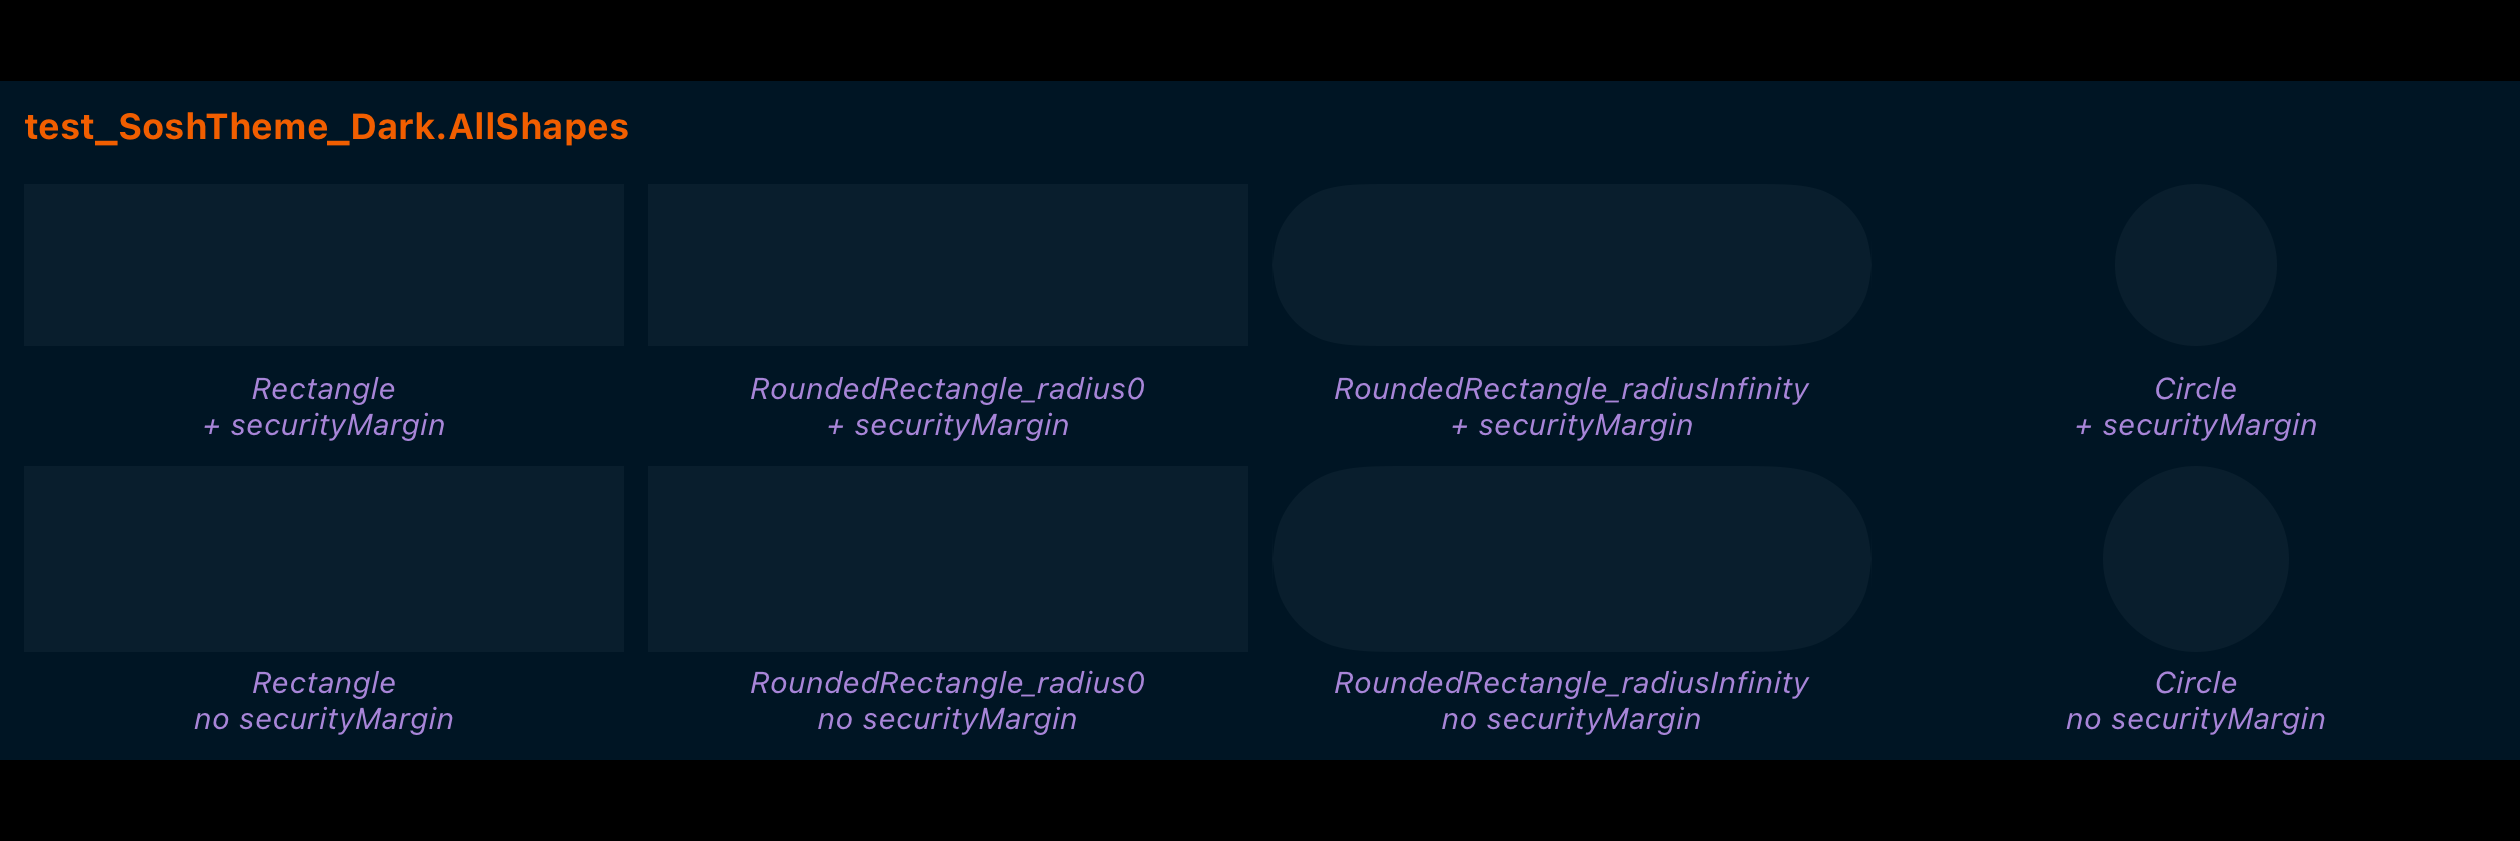 test_SoshTheme_Dark.AllShapes
Rectangle
+ securityMargin
RoundedRectangle_radius0
+ securityMargin
RoundedRectangle_radiusInfinity
+ securityMargin
Circle
+ securityMargin
Rectangle
no securityMargin
RoundedRectangle_radius0
no securityMargin
RoundedRectangle_radiusInfinity
no securityMargin
Circle
no securityMargin